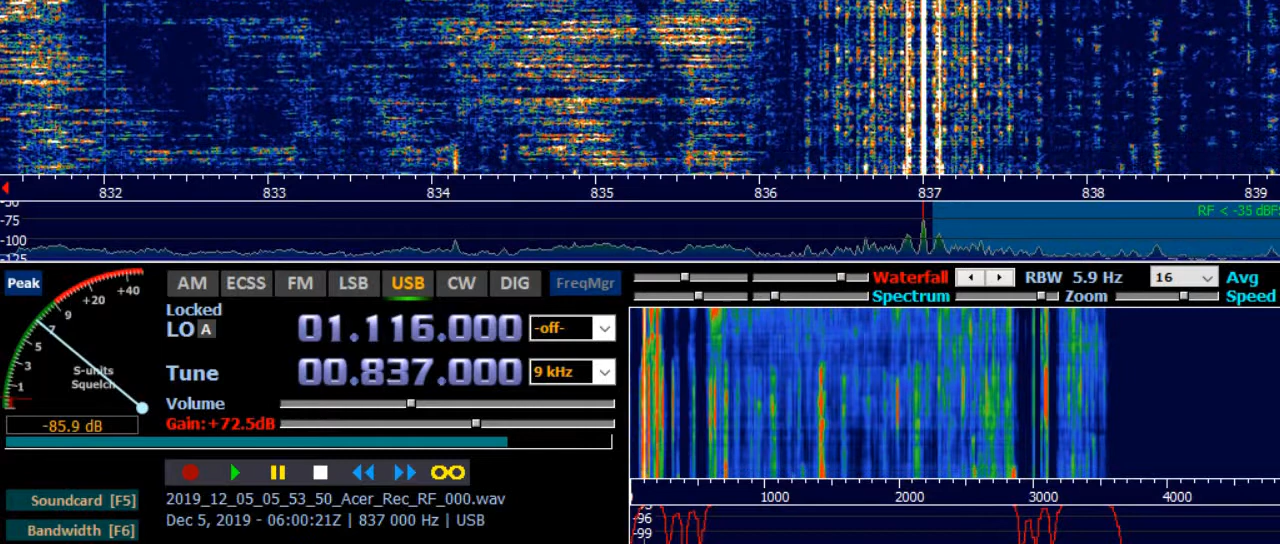 832 833 834 835 836 837 838 839
-50
-75 RF < -35 dBFS
-100
-125
Peak
+40
+20
9
7
5
3
1
S-units
Squelch
-85.9 dB
AM ECSS FM LSB USB CW DIG FreqMgr
Locked
LO A 01.116.000 -off-
Tune 00.837.000 9 kHz
Volume
Gain:+72.5dB
2019_12_05_05_53_50_Acer_Rec_RF_000.wav
Dec 5, 2019 - 06:00:21Z | 837 000 Hz | USB
Soundcard [F5]
Bandwidth [F6]
Waterfall RBW 5.9 Hz 16 Avg
Spectrum Zoom Speed
1000 2000 3000 4000
-96
-99